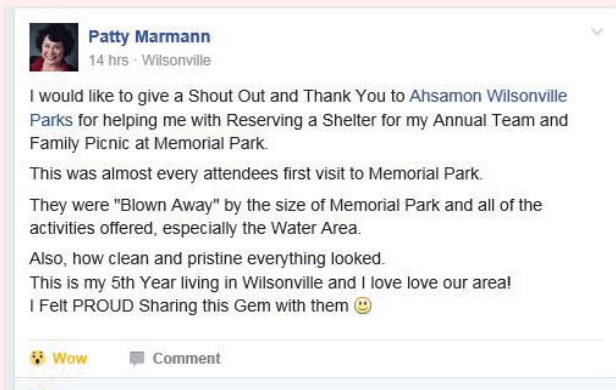 Patty Marmann
14 hrs · Wilsonville
I would like to give a Shout Out and Thank You to Ahsamon Wilsonville
Parks for helping me with Reserving a Shelter for my Annual Team and
Family Picnic at Memorial Park.
This was almost every attendees first visit to Memorial Park.
They were "Blown Away" by the size of Memorial Park and all of the
activities offered, especially the Water Area.
Also, how clean and pristine everything looked.
This is my 5th Year living in Wilsonville and I love love our area!
I Felt PROUD Sharing this Gem with them 🙂
Wow Comment